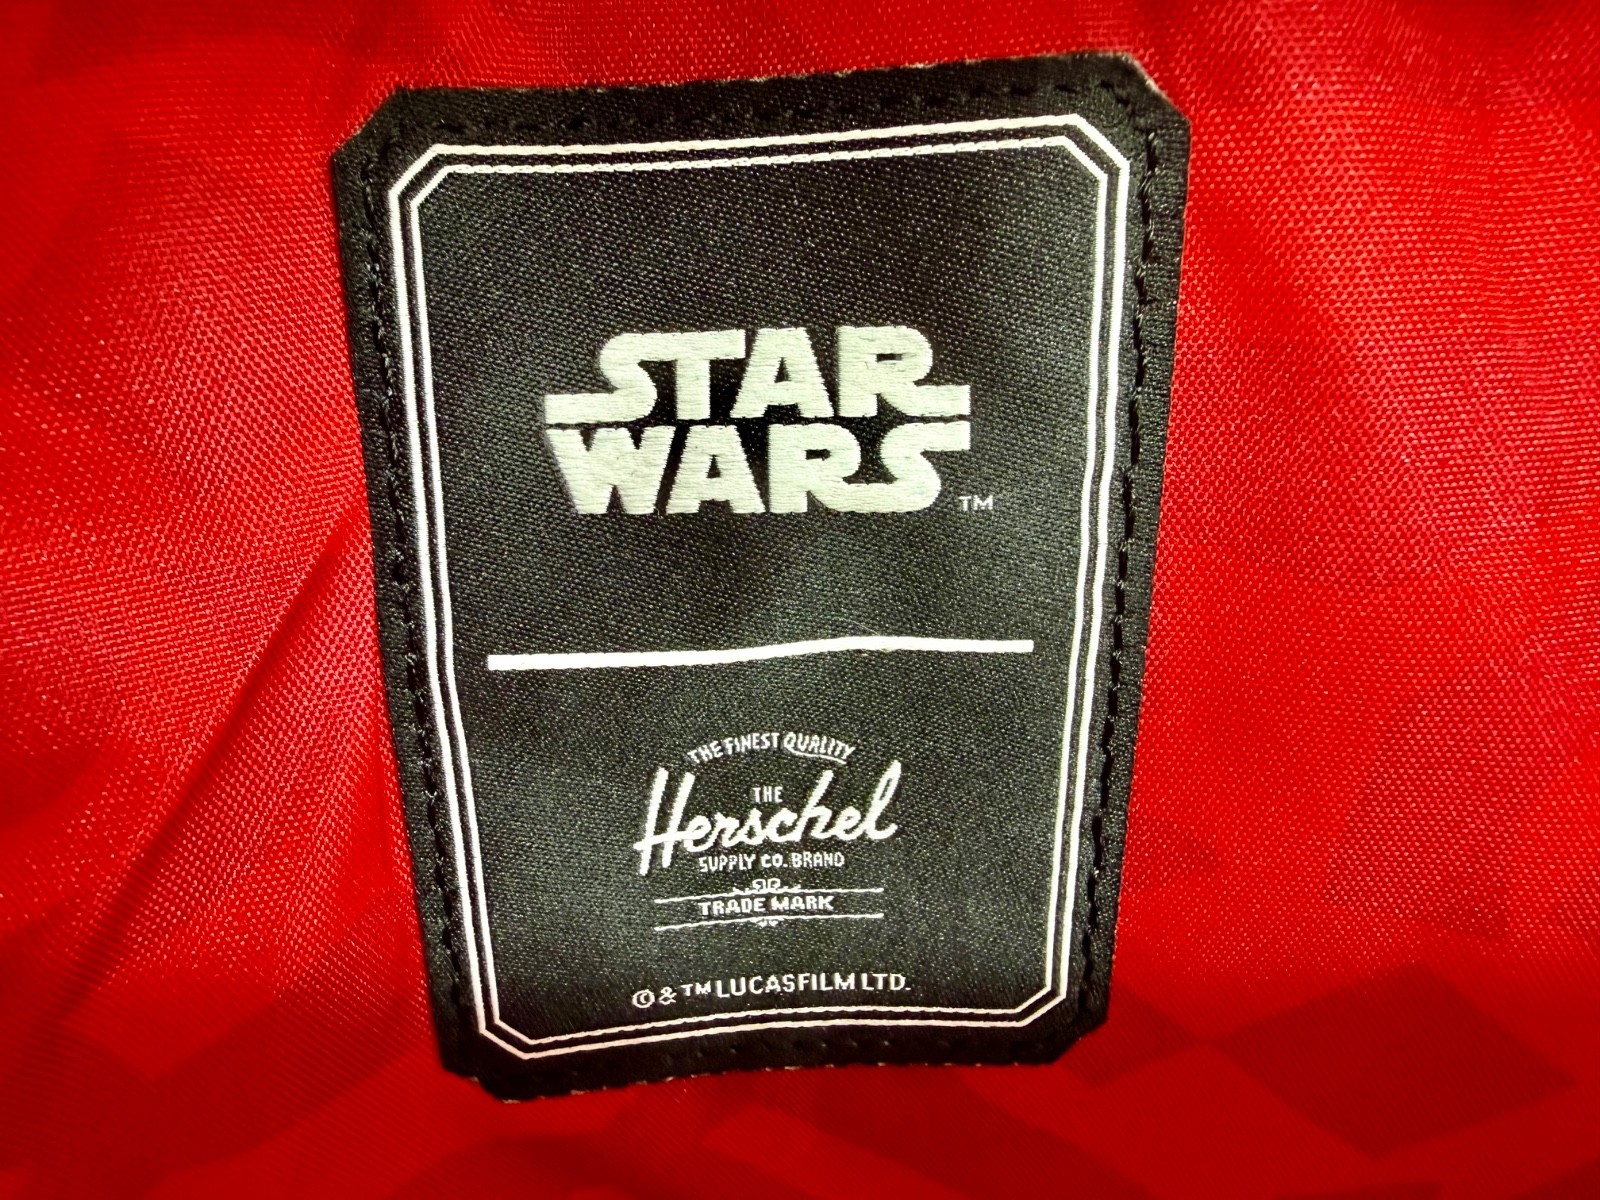 STAR
WARS
TM
THE FINEST QUALITY
THE
Herschel
SUPPLY CO. BRAND
TRADE MARK
© & ™ LUCASFILM LTD.